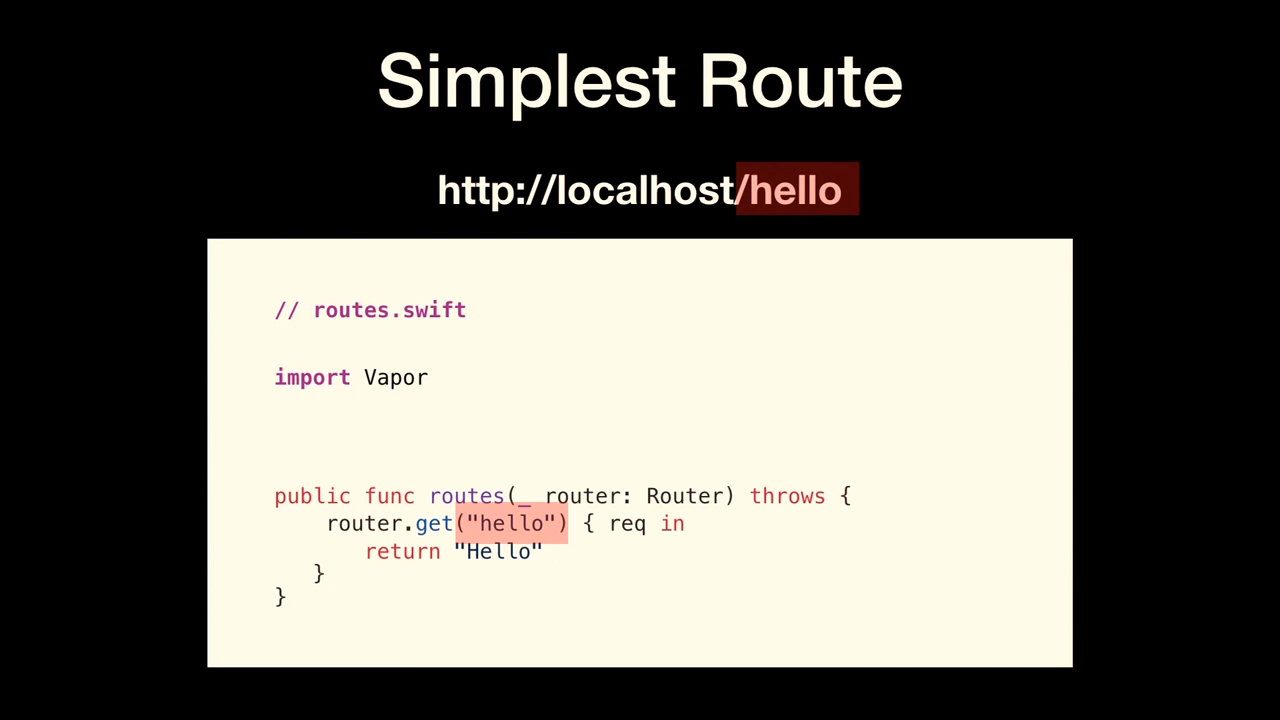 Simplest Route
http://localhost/hello
// routes.swift
import Vapor
public func routes(_ router: Router) throws {
router.get("hello") { req in
return "Hello"
}
}